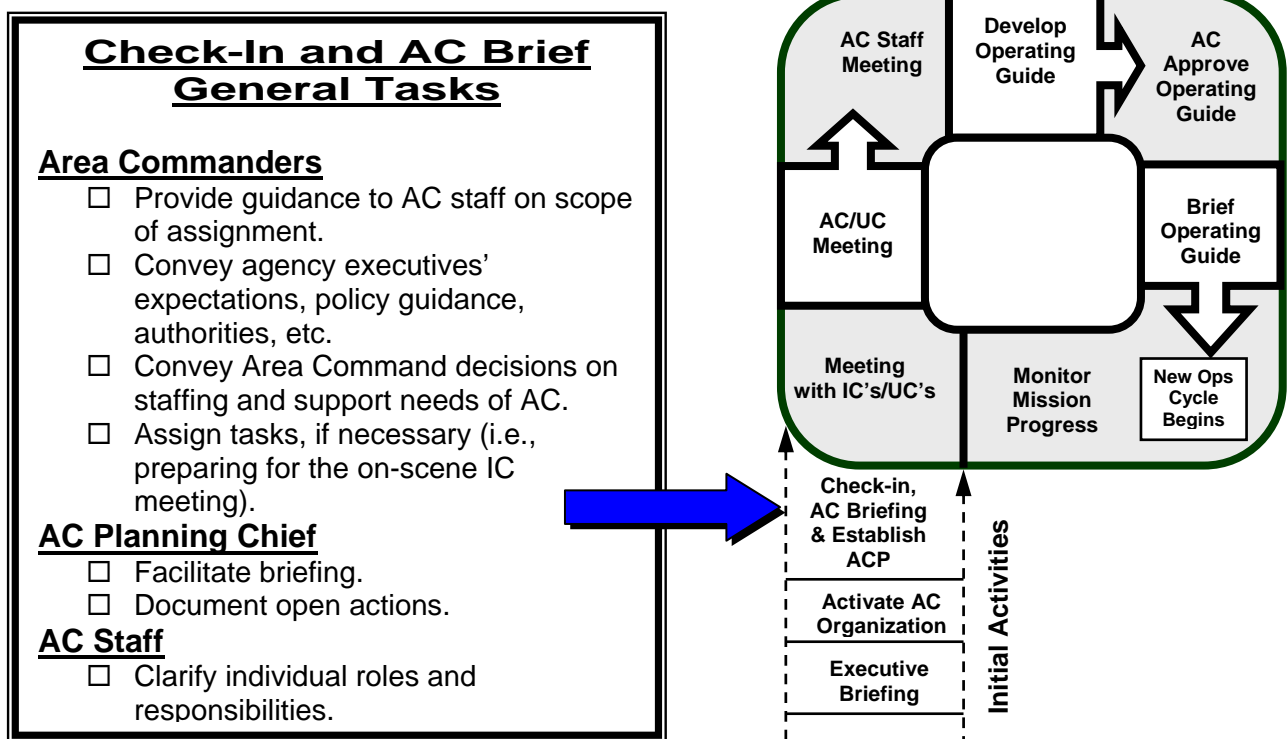 Check-In and AC Brief
General Tasks
Area Commanders
☐ Provide guidance to AC staff on scope
of assignment.
☐ Convey agency executives’
expectations, policy guidance,
authorities, etc.
☐ Convey Area Command decisions on
staffing and support needs of AC.
☐ Assign tasks, if necessary (i.e.,
preparing for the on-scene IC
meeting).
AC Planning Chief
☐ Facilitate briefing.
☐ Document open actions.
AC Staff
☐ Clarify individual roles and
responsibilities.
AC Staff
Meeting
Develop
Operating
Guide
AC
Approve
Operating
Guide
AC/UC
Meeting
Brief
Operating
Guide
Meeting
with IC’s/UC’s
Monitor
Mission
Progress
New Ops
Cycle
Begins
Check-in,
AC Briefing
& Establish
ACP
Activate AC
Organization
Executive
Briefing
Initial Activities